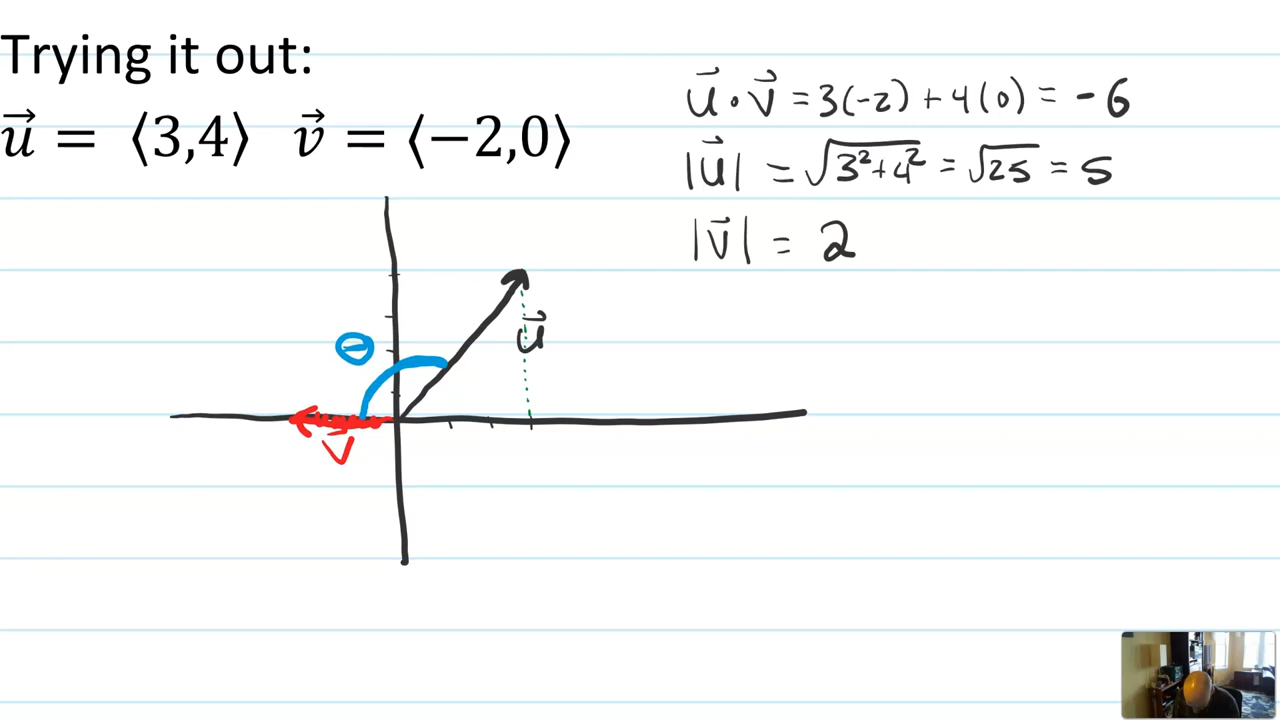 Trying it out:
u⃗ = ⟨3,4⟩ v⃗ = ⟨−2,0⟩
u⃗ • v⃗ = 3(-2) + 4(0) = -6
|u⃗| = √(3²+4²) = √25 = 5
|v⃗| = 2
θ
u⃗
v⃗